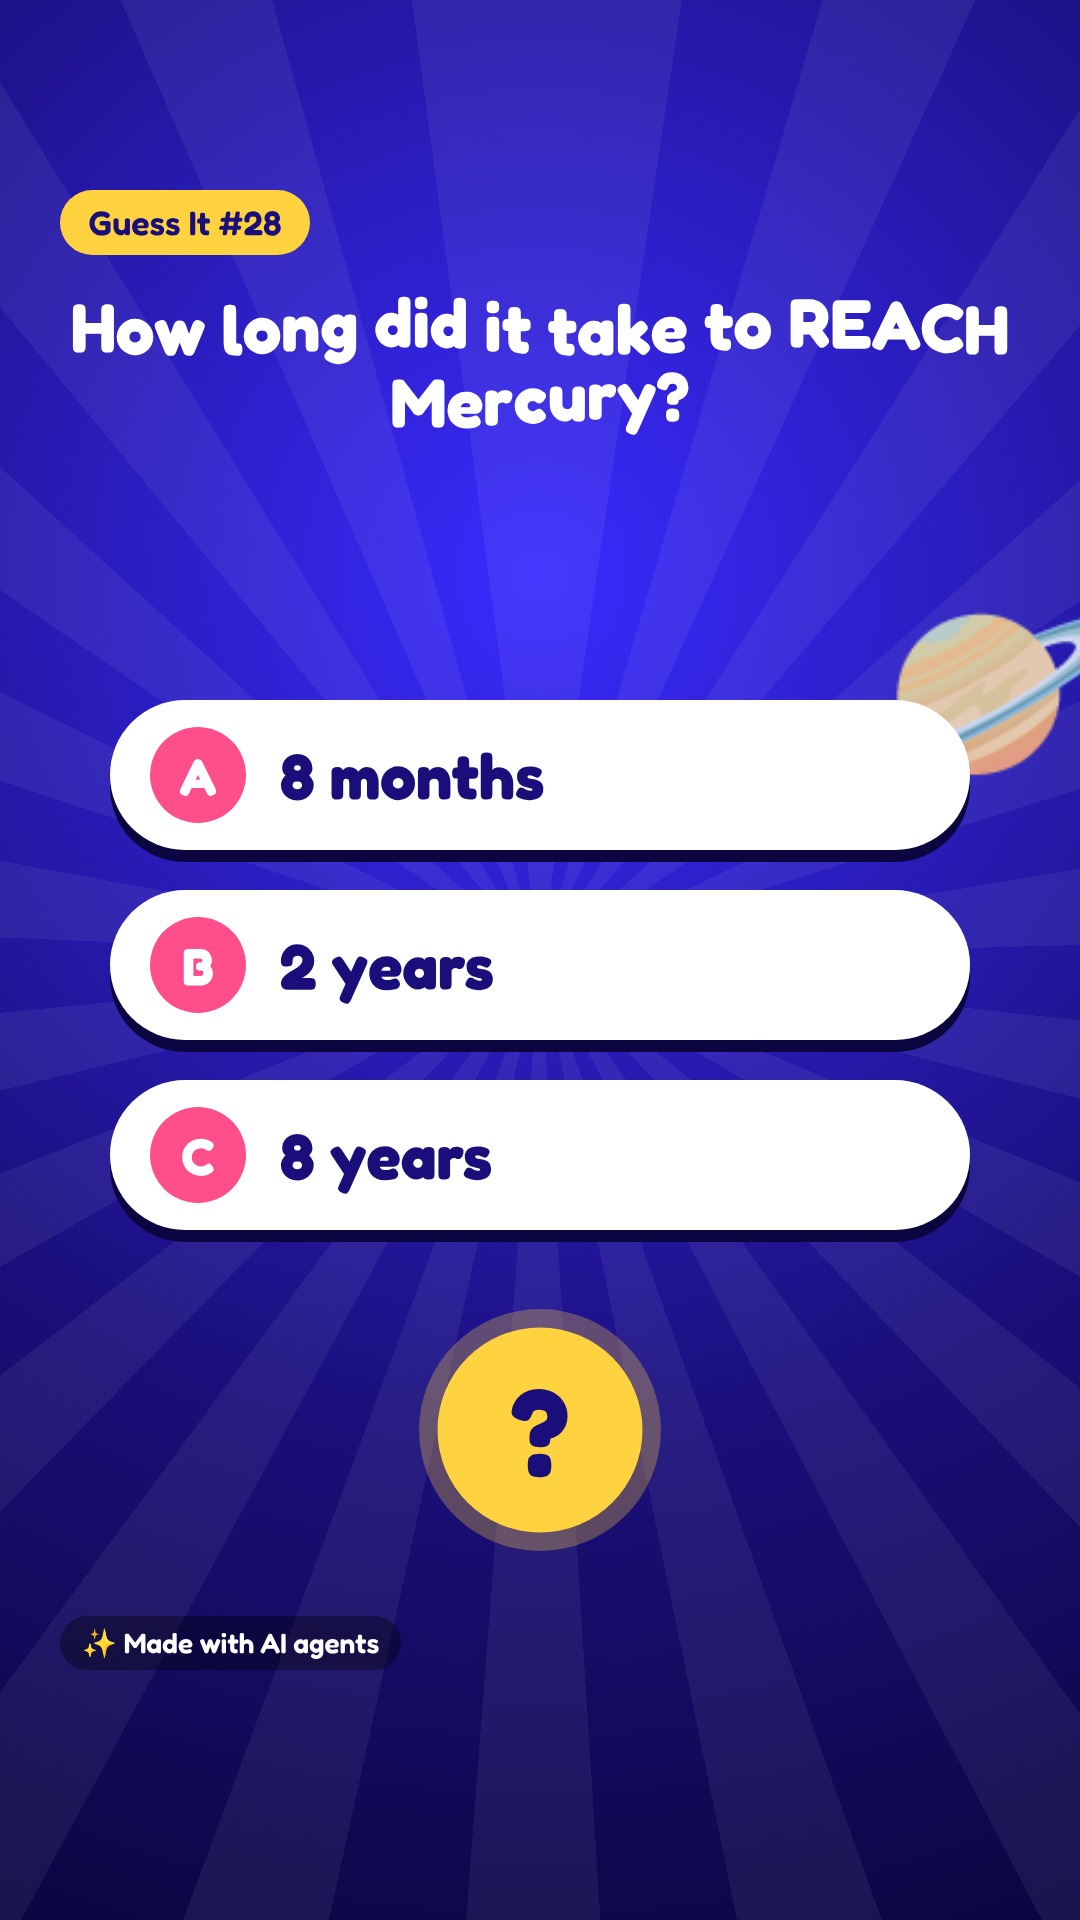 Guess It #28
How long did it take to REACH
Mercury?
A 8 months
B 2 years
C 8 years
?
✨ Made with AI agents